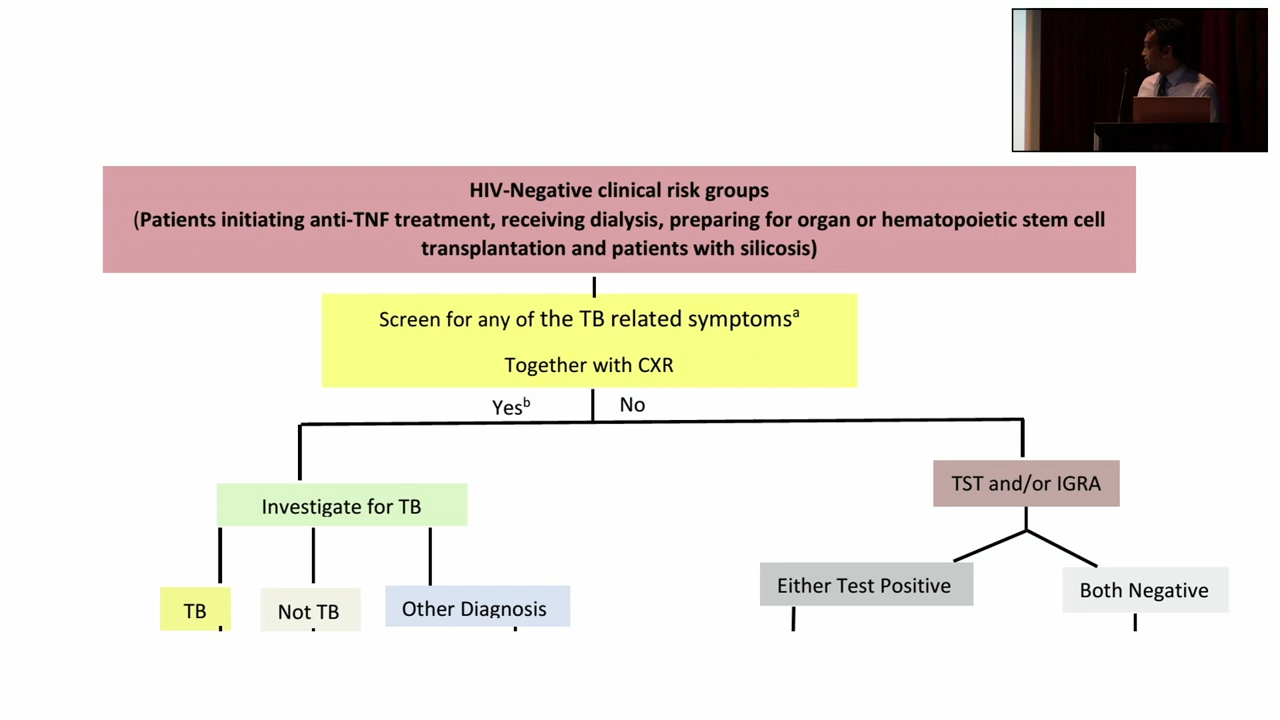 HIV-Negative clinical risk groups
(Patients initiating anti-TNF treatment, receiving dialysis, preparing for organ or hematopoietic stem cell
transplantation and patients with silicosis)
Screen for any of the TB related symptomsᵃ
Together with CXR
Yesᵇ
No
TST and/or IGRA
Investigate for TB
Either Test Positive
Both Negative
TB
Not TB
Other Diagnosis